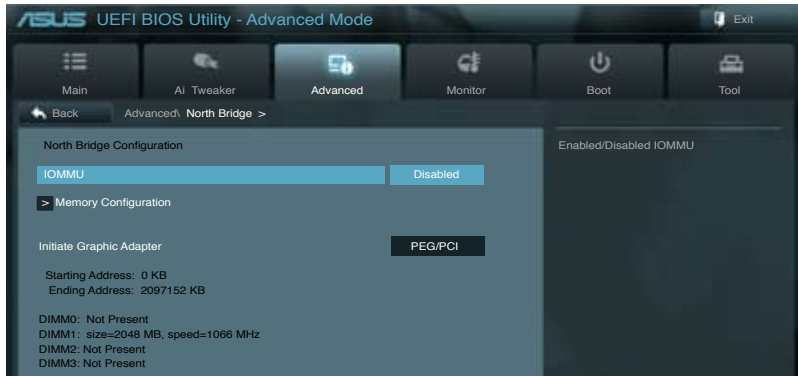 ASUS UEFI BIOS Utility - Advanced Mode
Exit
Main
Ai Tweaker
Advanced
Monitor
Boot
Tool
Back
Advanced\ North Bridge >
North Bridge Configuration
Enabled/Disabled IOMMU
IOMMU Disabled
> Memory Configuration
Initiate Graphic Adapter PEG/PCI
Starting Address: 0 KB
Ending Address: 2097152 KB
DIMM0: Not Present
DIMM1: size=2048 MB, speed=1066 MHz
DIMM2: Not Present
DIMM3: Not Present